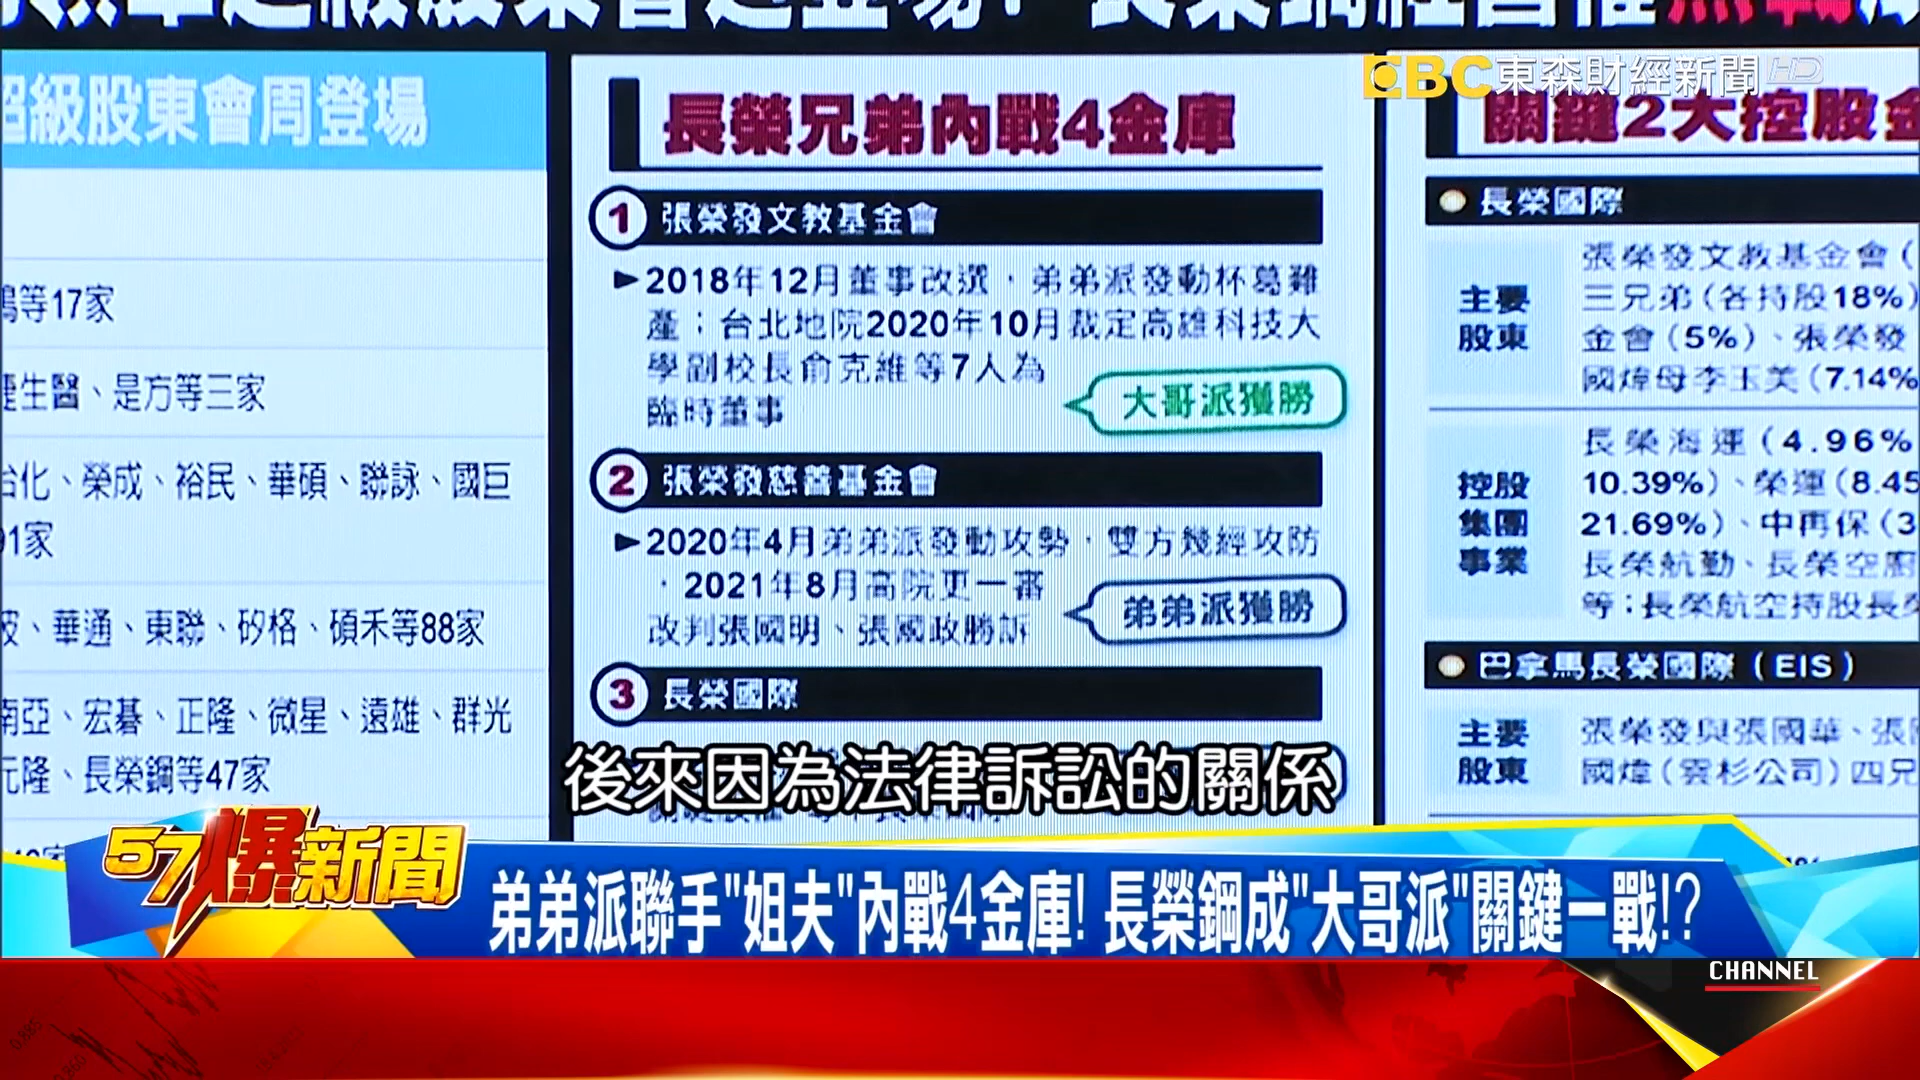 EBC 東森財經新聞 HD
超級股東會周登場
等17家
生醫、是方等三家
台化、榮成、裕民、華碩、聯詠、國巨
91家
、華通、東聯、矽格、碩禾等88家
南亞、宏碁、正隆、微星、遠雄、群光
元隆、長榮鋼等47家
長榮兄弟內戰4金庫
1 張榮發文教基金會
►2018年12月董事改選，弟弟派發動杯葛難
產；台北地院2020年10月裁定高雄科技大
學副校長俞克維等7人為
臨時董事
大哥派獲勝
2 張榮發慈善基金會
►2020年4月弟弟派發動攻勢，雙方幾經攻防
，2021年8月高院更一審
改判張國明、張國政勝訴
弟弟派獲勝
3 長榮國際
關鍵2大控股金
長榮國際
主要
股東
張榮發文教基金會（
三兄弟（各持股18%）
金會（5%）、張榮發
國煒母李玉美（7.14%
控股
集團
事業
長榮海運（4.96%
10.39%）、榮運（8.45
21.69%）、中再保（3
長榮航勤、長榮空廚
等；長榮航空持股長榮
巴拿馬長榮國際（EIS）
主要
股東
張榮發與張國華、張國
國煒（雲杉公司）四兄
後來因為法律訴訟的關係
57爆新聞
弟弟派聯手"姐夫"內戰4金庫! 長榮鋼成"大哥派"關鍵一戰!?
CHANNEL